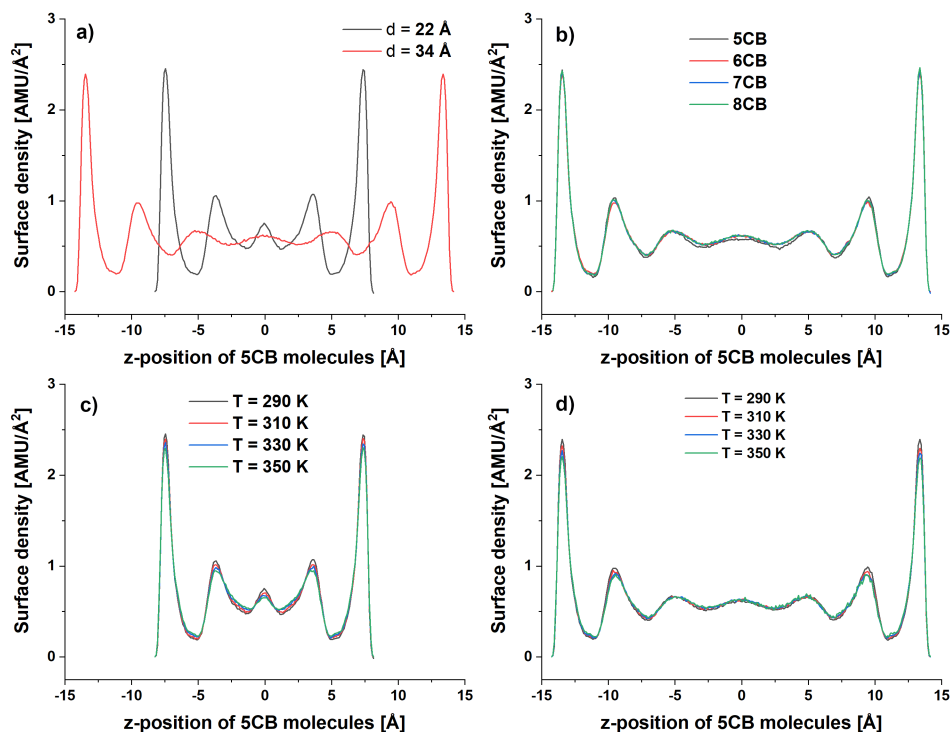 a)
d = 22 Å
d = 34 Å
Surface density [AMU/Å²]
3
2
1
0
-15
-10
-5
0
5
10
15
z-position of 5CB molecules [Å]
b)
5CB
6CB
7CB
8CB
Surface density [AMU/Å²]
3
2
1
0
-15
-10
-5
0
5
10
15
z-position of 5CB molecules [Å]
c)
T = 290 K
T = 310 K
T = 330 K
T = 350 K
Surface density [AMU/Å²]
3
2
1
0
-15
-10
-5
0
5
10
15
z-position of 5CB molecules [Å]
d)
T = 290 K
T = 310 K
T = 330 K
T = 350 K
Surface density [AMU/Å²]
3
2
1
0
-15
-10
-5
0
5
10
15
z-position of 5CB molecules [Å]